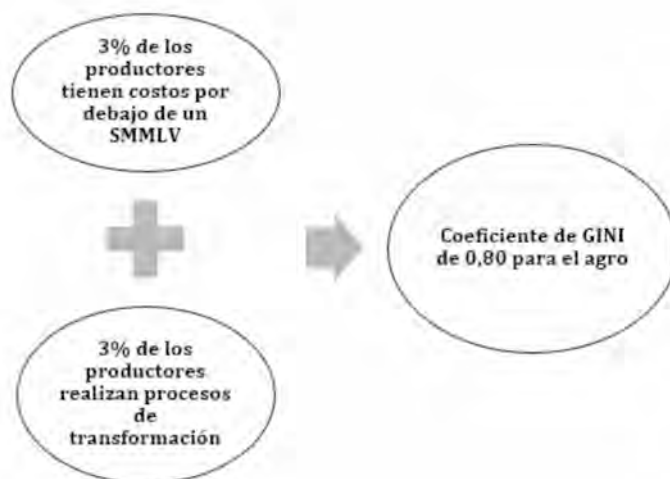 3% de los
productores
tienen costos por
debajo de un
SMMLV
3% de los
productores
realizan procesos
de
transformación
Coeficiente de GINI
de 0,80 para el agro